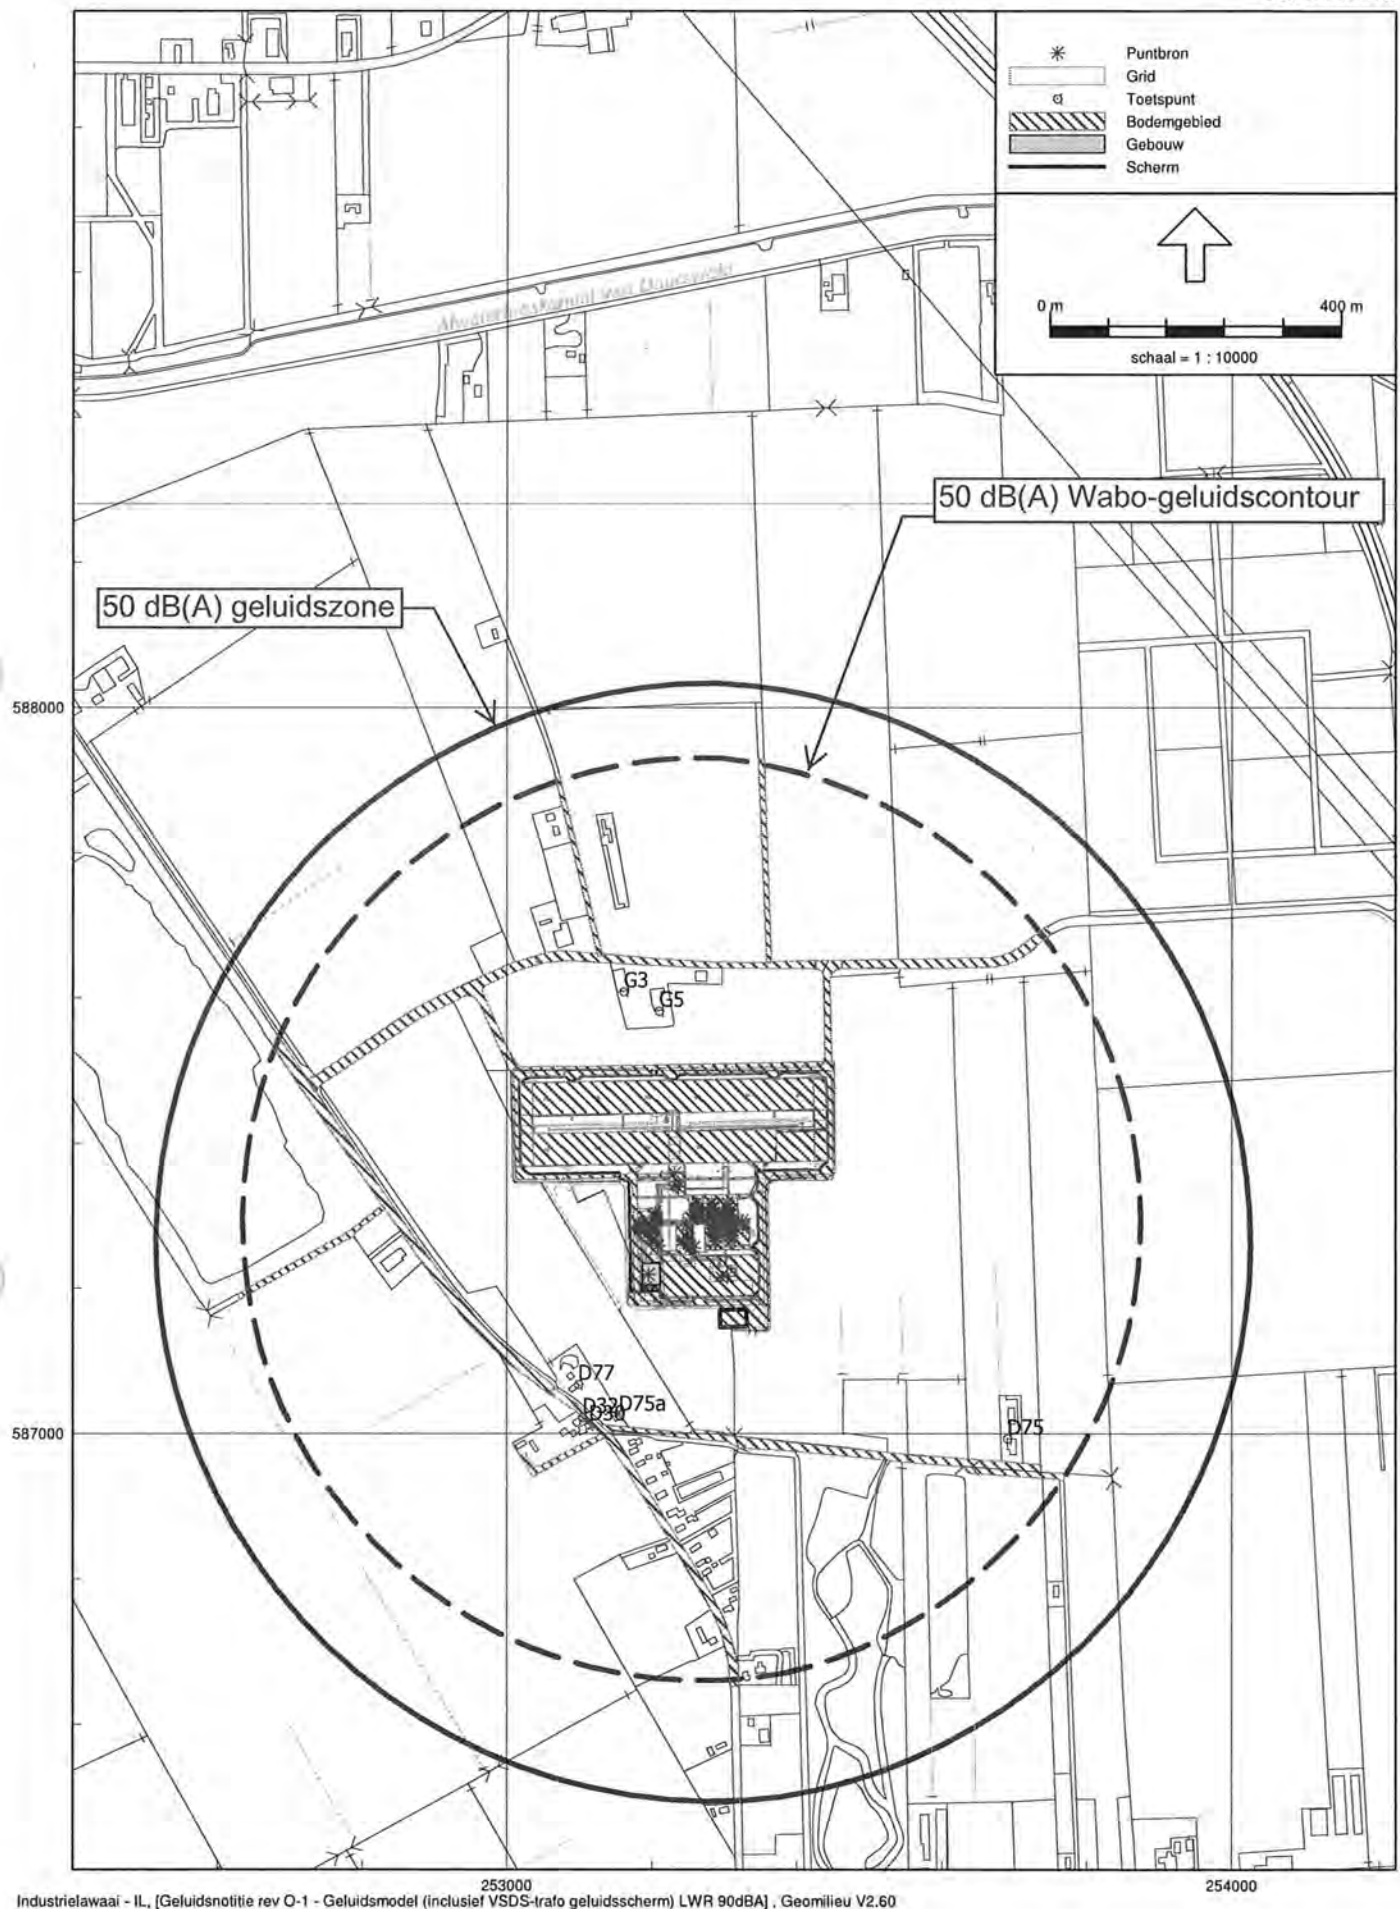 Puntbron
Grid
Toetspunt
Bodemgebied
Gebouw
Scherm
0 m 400 m
schaal = 1 : 10000
50 dB(A) Wabo-geluidscontour
50 dB(A) geluidszone
588000
G3
G5
D77
D32 D75a
D30
D75
587000
253000 254000
Industrielawaai - IL, [Geluidsnotitie rev O-1 - Geluidsmodel (inclusief VSDS-trafo geluidsscherm) LWR 90dBA] , Geomilieu V2.60